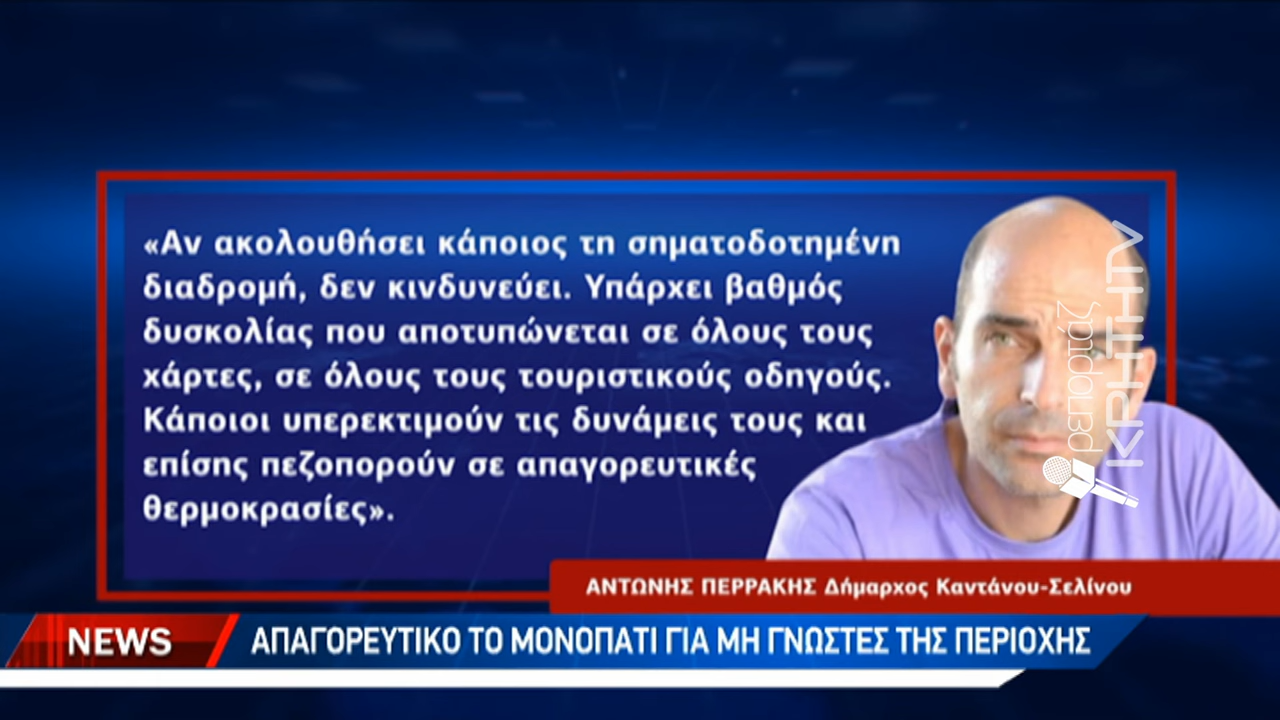 «Αν ακολουθήσει κάποιος τη σηματοδοτημένη
διαδρομή, δεν κινδυνεύει. Υπάρχει βαθμός
δυσκολίας που αποτυπώνεται σε όλους τους
χάρτες, σε όλους τους τουριστικούς οδηγούς.
Κάποιοι υπερεκτιμούν τις δυνάμεις τους και
επίσης πεζοπορούν σε απαγορευτικές
θερμοκρασίες».
ρεπορτάζ
ΚΡΗΤΗTV
ΑΝΤΩΝΗΣ ΠΕΡΡΑΚΗΣ Δήμαρχος Καντάνου-Σελίνου
NEWS
ΑΠΑΓΟΡΕΥΤΙΚΟ ΤΟ ΜΟΝΟΠΑΤΙ ΓΙΑ ΜΗ ΓΝΩΣΤΕΣ ΤΗΣ ΠΕΡΙΟΧΗΣ